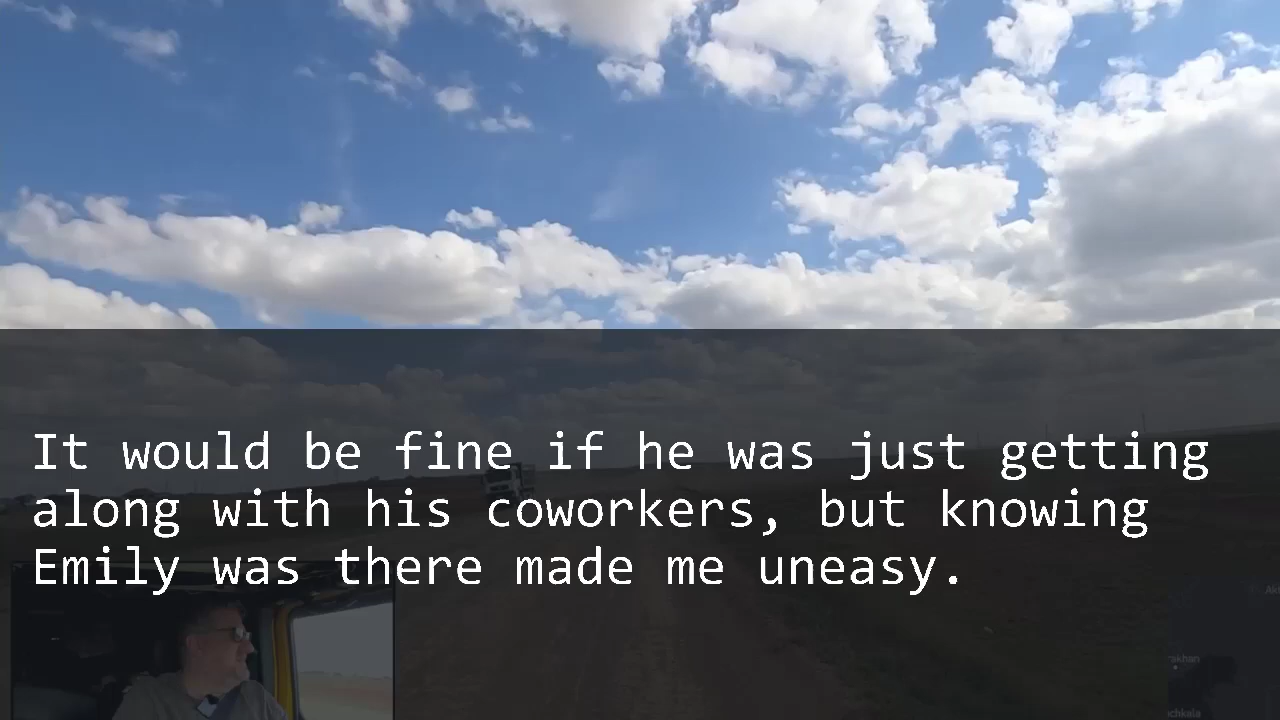 It would be fine if he was just getting
along with his coworkers, but knowing
Emily was there made me uneasy.